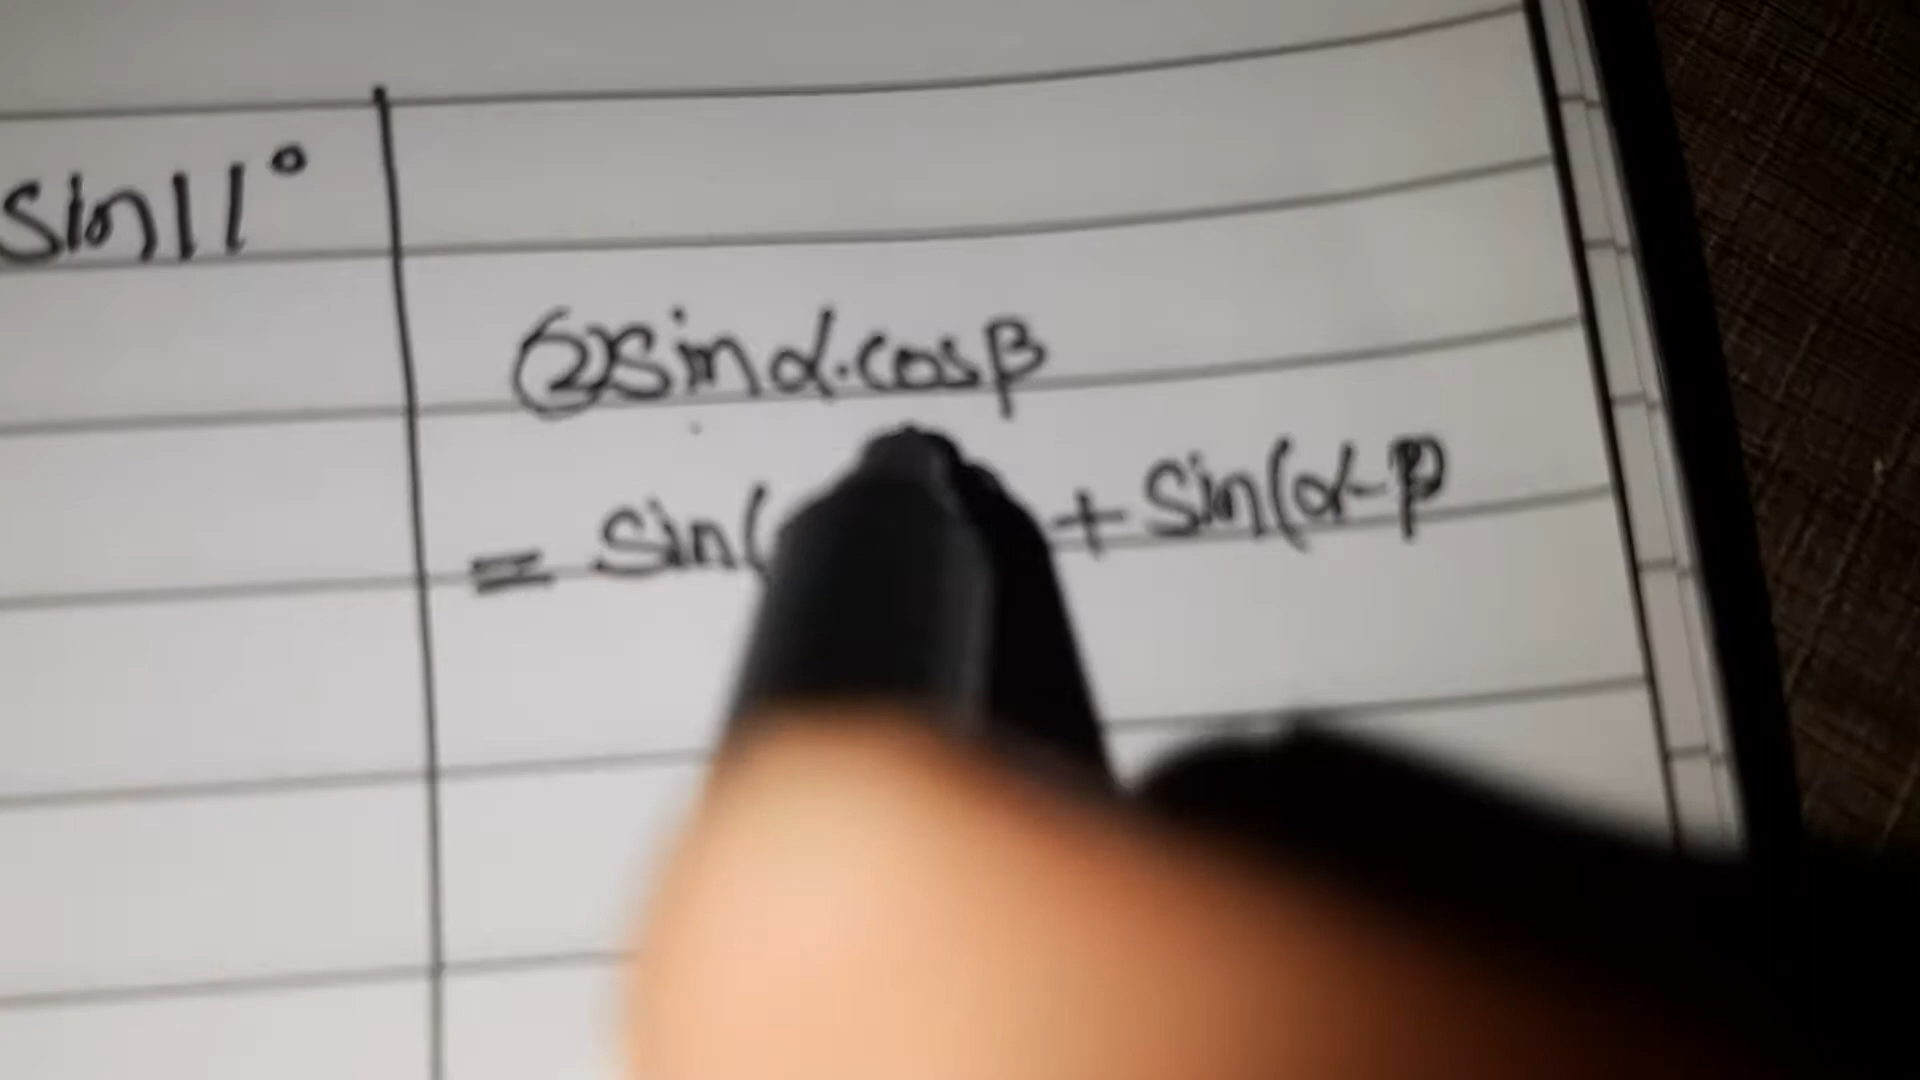 sin11°
2sinα.cosβ
= sin( + sin(α-β)